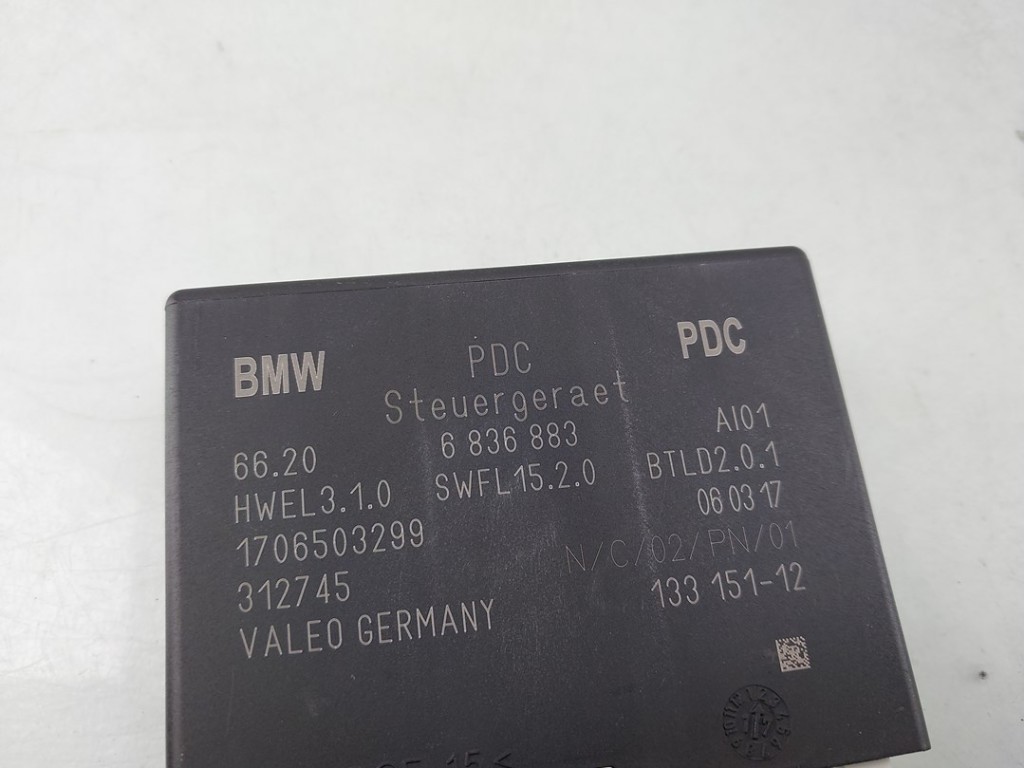 BMW PDC PDC
Steuergeraet
66.20 6 836 883 AI01
HWEL3.1.0 SWFL15.2.0 BTLD2.0.1
1706503299 06 03 17
312745 N/C/02/PN/01
VALEO GERMANY 133 151-12